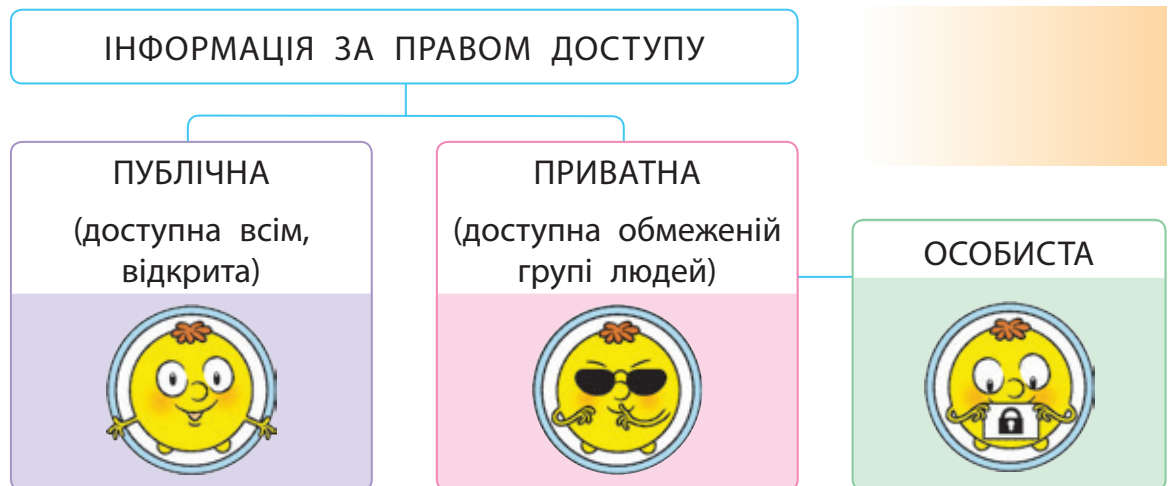 ІНФОРМАЦІЯ ЗА ПРАВОМ ДОСТУПУ
ПУБЛІЧНА
(доступна всім,
відкрита)
ПРИВАТНА
(доступна обмеженій
групі людей)
ОСОБИСТА